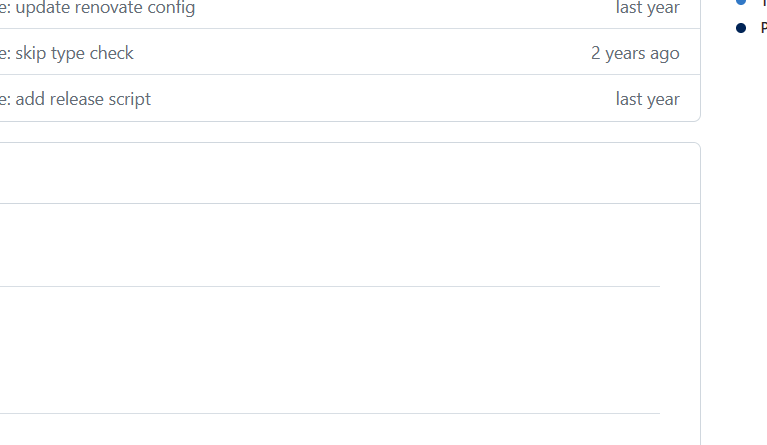 e: update renovate config last year
e: skip type check 2 years ago
e: add release script last year